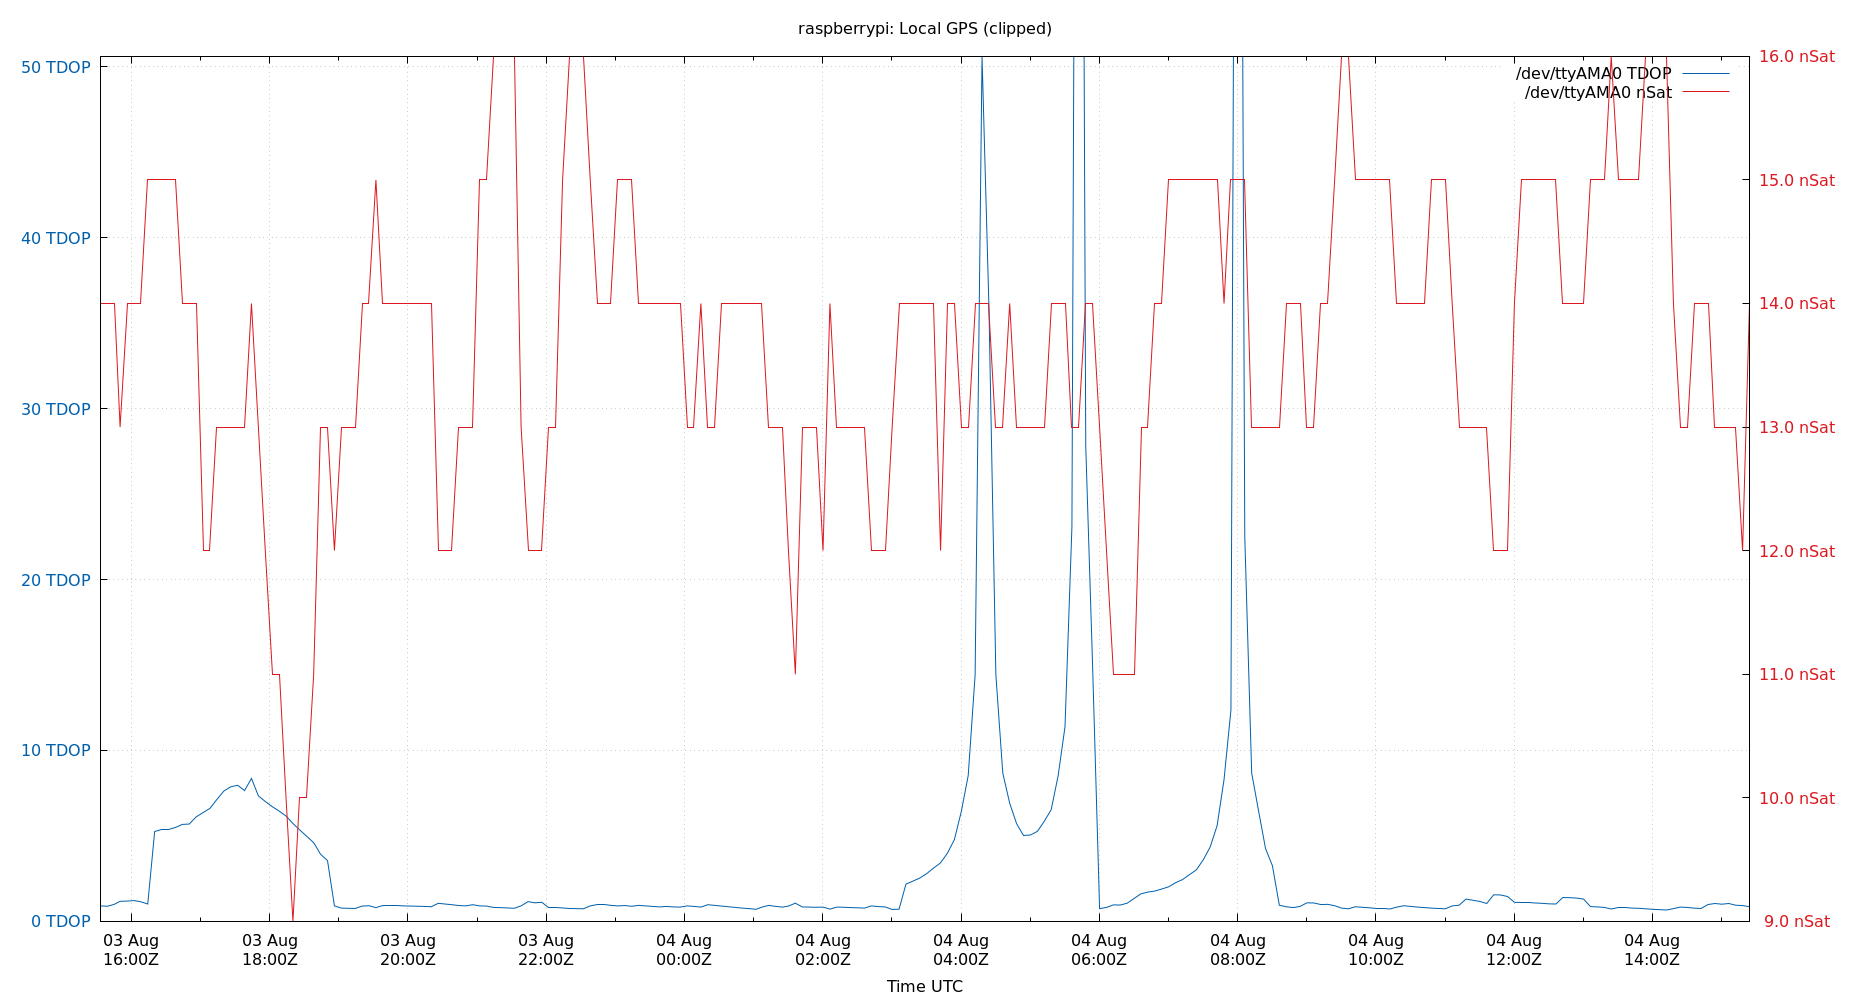 raspberrypi: Local GPS (clipped)
50 TDOP
40 TDOP
30 TDOP
20 TDOP
10 TDOP
0 TDOP
/dev/ttyAMA0 TDOP
/dev/ttyAMA0 nSat
16.0 nSat
15.0 nSat
14.0 nSat
13.0 nSat
12.0 nSat
11.0 nSat
10.0 nSat
9.0 nSat
03 Aug
16:00Z
03 Aug
18:00Z
03 Aug
20:00Z
03 Aug
22:00Z
04 Aug
00:00Z
04 Aug
02:00Z
04 Aug
04:00Z
04 Aug
06:00Z
04 Aug
08:00Z
04 Aug
10:00Z
04 Aug
12:00Z
04 Aug
14:00Z
Time UTC